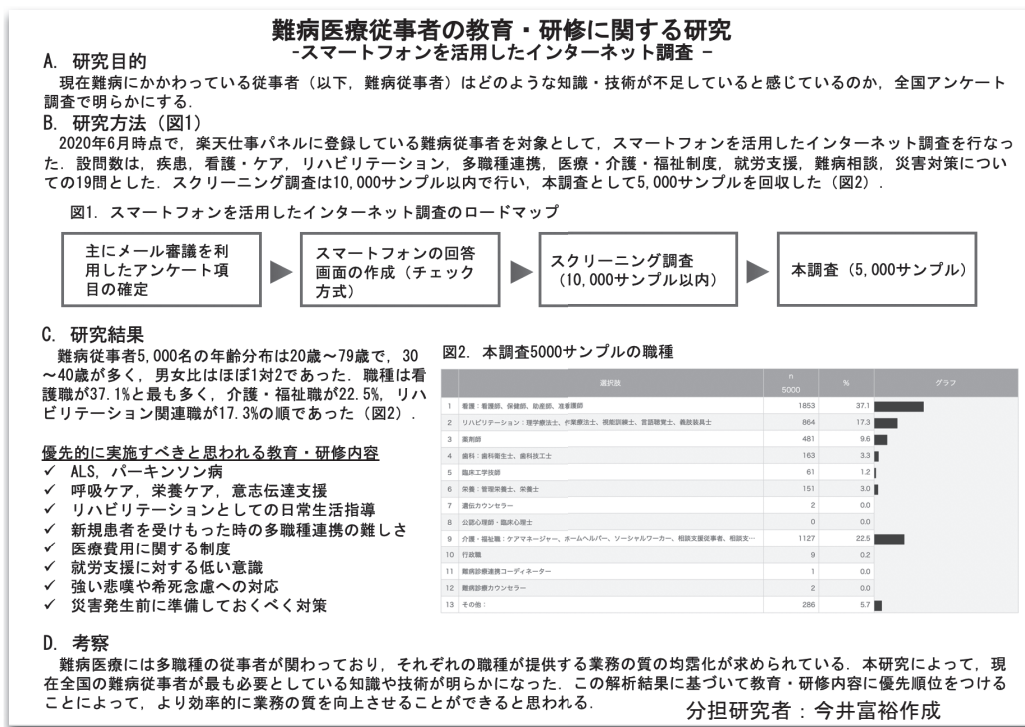 難病医療従事者の教育・研修に関する研究
-スマートフォンを活用したインターネット調査 -
A. 研究目的
現在難病にかかわっている従事者（以下, 難病従事者）はどのような知識・技術が不足していると感じているのか, 全国アンケート
調査で明らかにする.
B. 研究方法（図1）
2020年6月時点で, 楽天仕事パネルに登録している難病従事者を対象として, スマートフォンを活用したインターネット調査を行なっ
た. 設問数は, 疾患, 看護・ケア, リハビリテーション, 多職種連携, 医療・介護・福祉制度, 就労支援, 難病相談, 災害対策につい
ての19問とした. スクリーニング調査は10,000サンプル以内で行い, 本調査として5,000サンプルを回収した（図2）.
図1. スマートフォンを活用したインターネット調査のロードマップ
主にメール審議を利
用したアンケート項
目の確定
スマートフォンの回答
画面の作成（チェック
方式）
スクリーニング調査
（10,000サンプル以内）
本調査（5,000サンプル）
C. 研究結果
難病従事者5,000名の年齢分布は20歳～79歳で, 30
～40歳が多く, 男女比はほぼ1対2であった. 職種は看
護職が37.1%と最も多く, 介護・福祉職が22.5%, リハ
ビリテーション関連職が17.3%の順であった（図2）.
優先的に実施すべきと思われる教育・研修内容
✓ ALS, パーキンソン病
✓ 呼吸ケア, 栄養ケア, 意志伝達支援
✓ リハビリテーションとしての日常生活指導
✓ 新規患者を受けもった時の多職種連携の難しさ
✓ 医療費用に関する制度
✓ 就労支援に対する低い意識
✓ 強い悲嘆や希死念慮への対応
✓ 災害発生前に準備しておくべく対策
図2. 本調査5000サンプルの職種
選択肢 n 5000 % グラフ
1 看護：看護師、保健師、助産師、准看護師 1853 37.1
2 リハビリテーション：理学療法士、作業療法士、視能訓練士、言語聴覚士、義肢装具士 864 17.3
3 薬剤師 481 9.6
4 歯科：歯科衛生士、歯科技工士 163 3.3
5 臨床工学技師 61 1.2
6 栄養：管理栄養士、栄養士 151 3.0
7 遺伝カウンセラー 2 0.0
8 公認心理師・臨床心理士 0 0.0
9 介護・福祉職：ケアマネージャー、ホームヘルパー、ソーシャルワーカー、相談支援従事者、相談支… 1127 22.5
10 行政職 9 0.2
11 難病診療連携コーディネーター 1 0.0
12 難病診療カウンセラー 2 0.0
13 その他： 286 5.7
D. 考察
難病医療には多職種の従事者が関わっており, それぞれの職種が提供する業務の質の均霑化が求められている. 本研究によって, 現
在全国の難病従事者が最も必要としている知識や技術が明らかになった. この解析結果に基づいて教育・研修内容に優先順位をつける
ことによって, より効率的に業務の質を向上させることができると思われる.
分担研究者：今井富裕作成